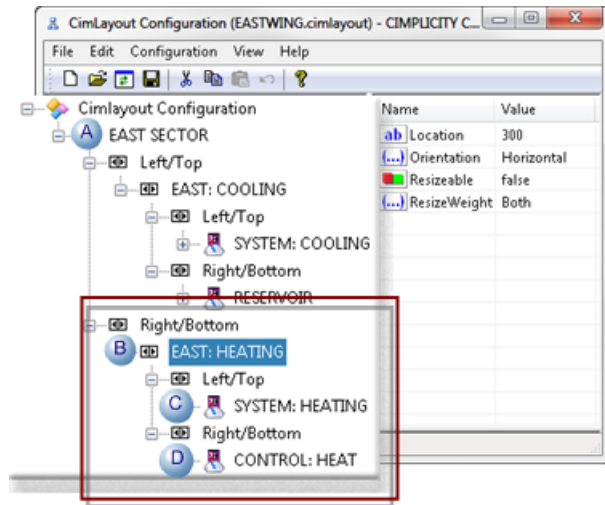 CimLayout Configuration (EASTWING.cimlayout) - CIMPLICITY C...
File Edit Configuration View Help
Cimlayout Configuration
A EAST SECTOR
Left/Top
EAST: COOLING
Left/Top
SYSTEM: COOLING
Right/Bottom
RESERVOIR
Right/Bottom
B EAST: HEATING
Left/Top
C SYSTEM: HEATING
Right/Bottom
D CONTROL: HEAT
Name Value
ab Location 300
(...) Orientation Horizontal
Resizeable false
(...) ResizeWeight Both